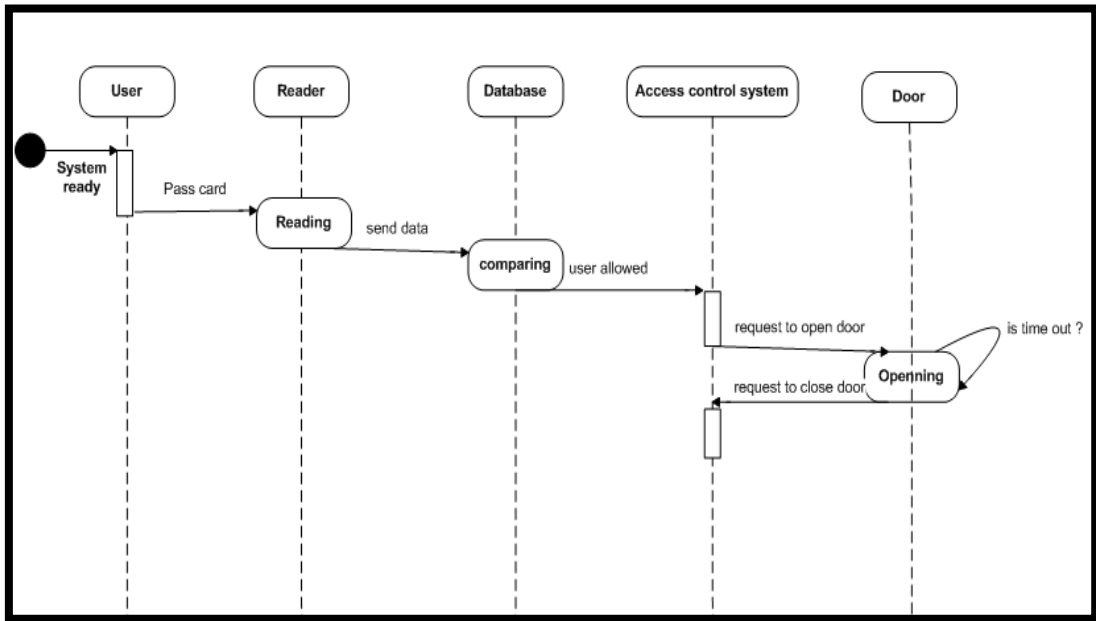 User
Reader
Database
Access control system
Door
System
ready
Pass card
Reading
send data
comparing
user allowed
request to open door
is time out ?
Openning
request to close door